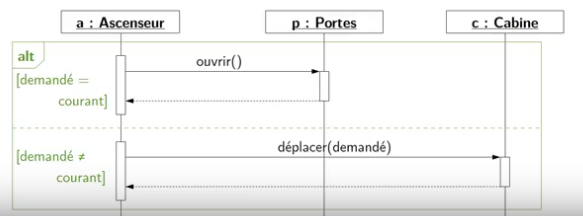 a : Ascenseur
p : Portes
c : Cabine
alt
ouvrir()
[demandé =
courant]
déplacer(demandé)
[demandé ≠
courant]